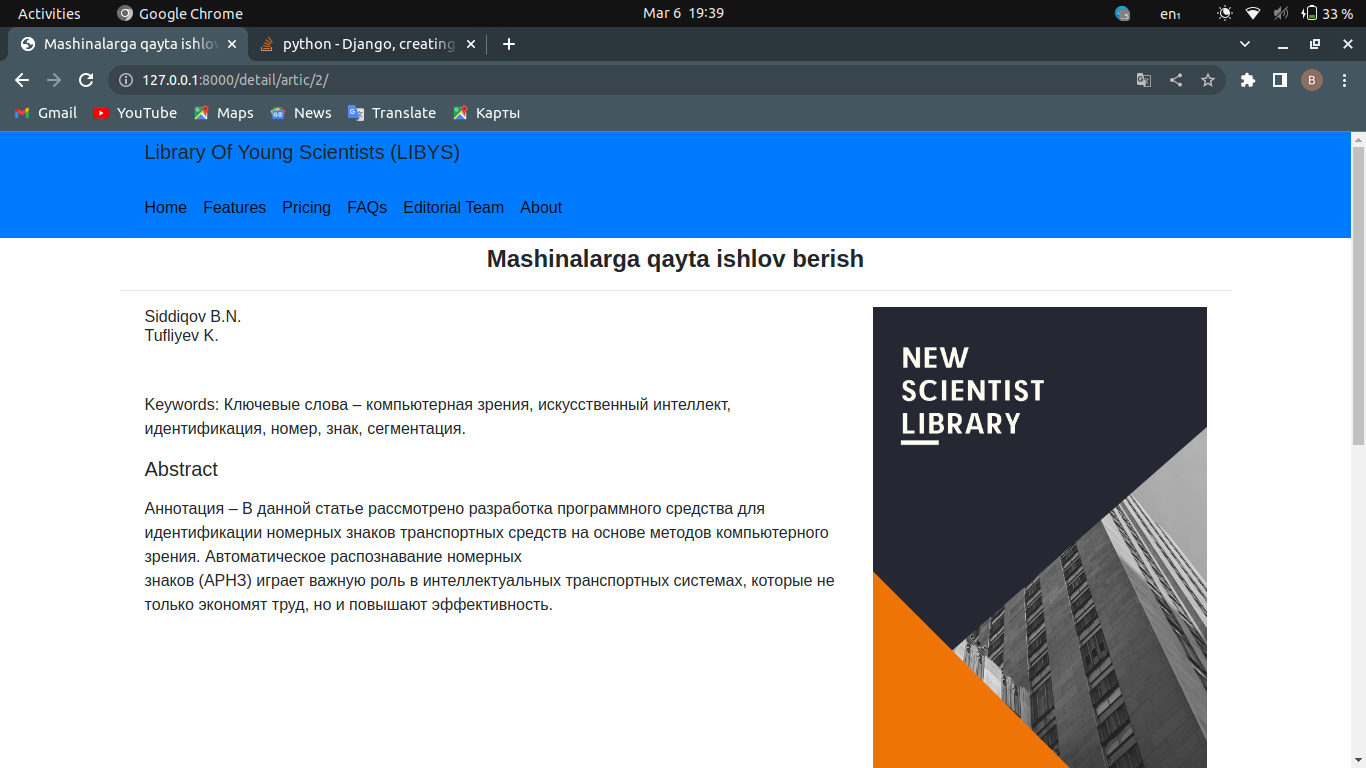 Activities Google Chrome Mar 6 19:39 en₁ 33 %
Mashinalarga qayta ishlov python - Django, creating
127.0.0.1:8000/detail/artic/2/ B
Gmail YouTube Maps News Translate Карты
Library Of Young Scientists (LIBYS)
Home Features Pricing FAQs Editorial Team About
Mashinalarga qayta ishlov berish
Siddiqov B.N.
Tufliyev K.
Keywords: Ключевые слова – компьютерная зрения, искусственный интеллект,
идентификация, номер, знак, сегментация.
Abstract
Аннотация – В данной статье рассмотрено разработка программного средства для
идентификации номерных знаков транспортных средств на основе методов компьютерного
зрения. Автоматическое распознавание номерных
знаков (АРНЗ) играет важную роль в интеллектуальных транспортных системах, которые не
только экономят труд, но и повышают эффективность.
NEW
SCIENTIST
LIBRARY